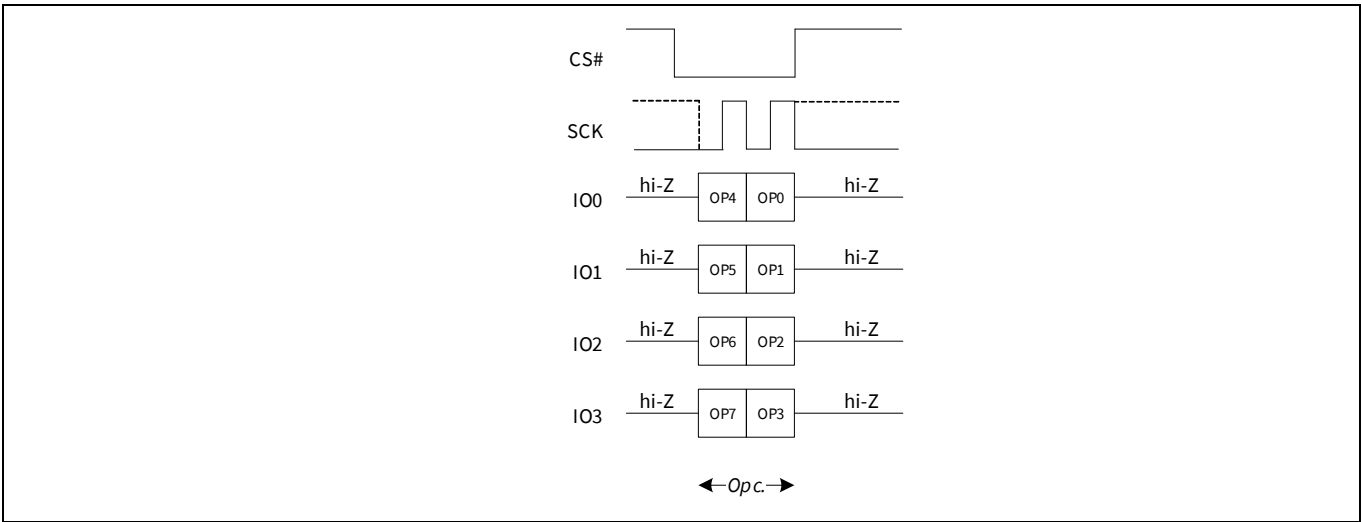 CS#
SCK
hi-Z OP4 OP0 hi-Z
IO0
hi-Z OP5 OP1 hi-Z
IO1
hi-Z OP6 OP2 hi-Z
IO2
hi-Z OP7 OP3 hi-Z
IO3
Opc.